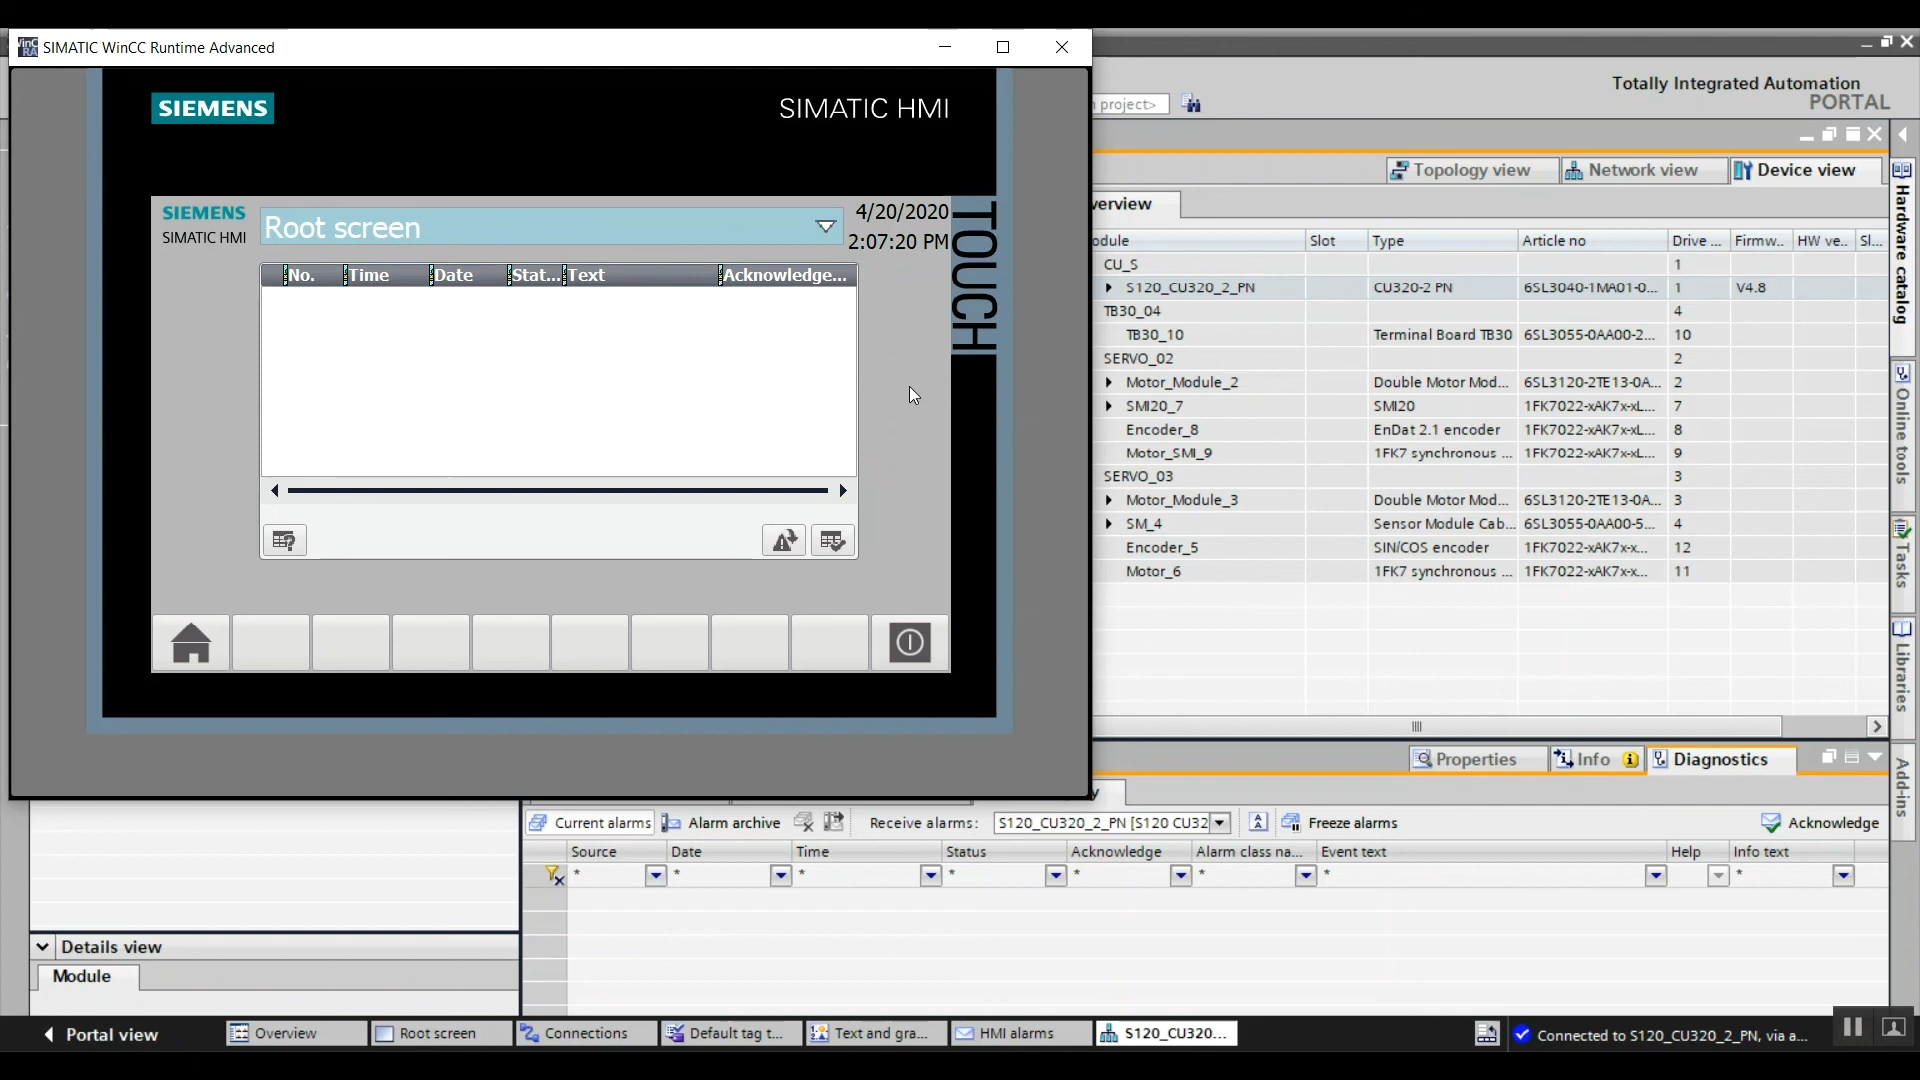 SIMATIC WinCC Runtime Advanced
SIEMENS
SIMATIC HMI
SIEMENS
SIMATIC HMI
Root screen
4/20/2020
2:07:20 PM
TOUCH
No. Time Date Stat... Text Acknowledge...
Totally Integrated Automation
PORTAL
project>
Topology view Network view Device view
Slot Type Article no Drive ... Firmw.. HW ve.. Sl...
CU_S 1
S120_CU320_2_PN CU320-2 PN 6SL3040-1MA01-0... 1 V4.8
TB30_04 4
TB30_10 Terminal Board TB30 6SL3055-0AA00-2... 10
SERVO_02 2
Motor_Module_2 Double Motor Mod... 6SL3120-2TE13-0A... 2
SMI20_7 SMI20 1FK7022-xAK7x-xL... 7
Encoder_8 EnDat 2.1 encoder 1FK7022-xAK7x-xL... 8
Motor_SMI_9 1FK7 synchronous ... 1FK7022-xAK7x-xL... 9
SERVO_03 3
Motor_Module_3 Double Motor Mod... 6SL3120-2TE13-0A... 3
SM_4 Sensor Module Cab... 6SL3055-0AA00-5... 4
Encoder_5 SIN/COS encoder 1FK7022-xAK7x-x... 12
Motor_6 1FK7 synchronous ... 1FK7022-xAK7x-x... 11
Hardware catalog
Online tools
Tasks
Libraries
Add-ins
Properties Info Diagnostics
Current alarms Alarm archive Receive alarms: S120_CU320_2_PN [S120 CU32 Freeze alarms Acknowledge
Source Date Time Status Acknowledge Alarm class na... Event text Help Info text
* * * * * * * *
Details view
Module
Portal view Overview Root screen Connections Default tag t... Text and gra... HMI alarms S120_CU320... Connected to S120_CU320_2_PN, via a...